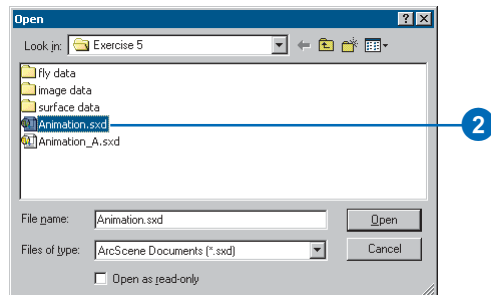 Open
Look in: Exercise 5
fly data
image data
surface data
Animation.sxd
2
Animation_A.sxd
File name: Animation.sxd Open
Files of type: ArcScene Documents (*.sxd) Cancel
Open as read-only